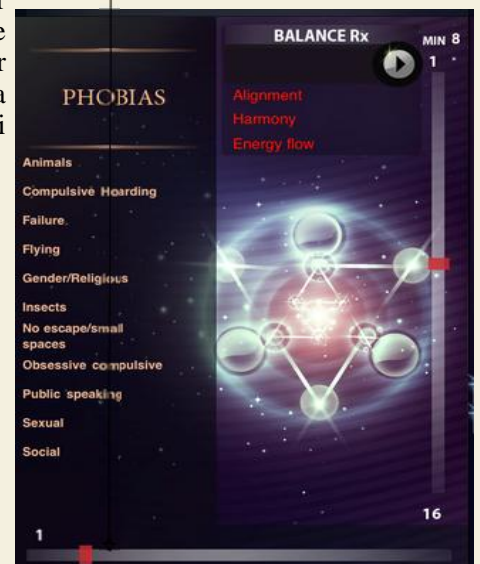 PHOBIAS
Animals
Compulsive Hoarding
Failure
Flying
Gender/Religious
Insects
No escape/small
spaces
Obsessive compulsive
Public speaking
Sexual
Social
1
BALANCE Rx
MIN 8
1
Alignment
Harmony
Energy flow
16